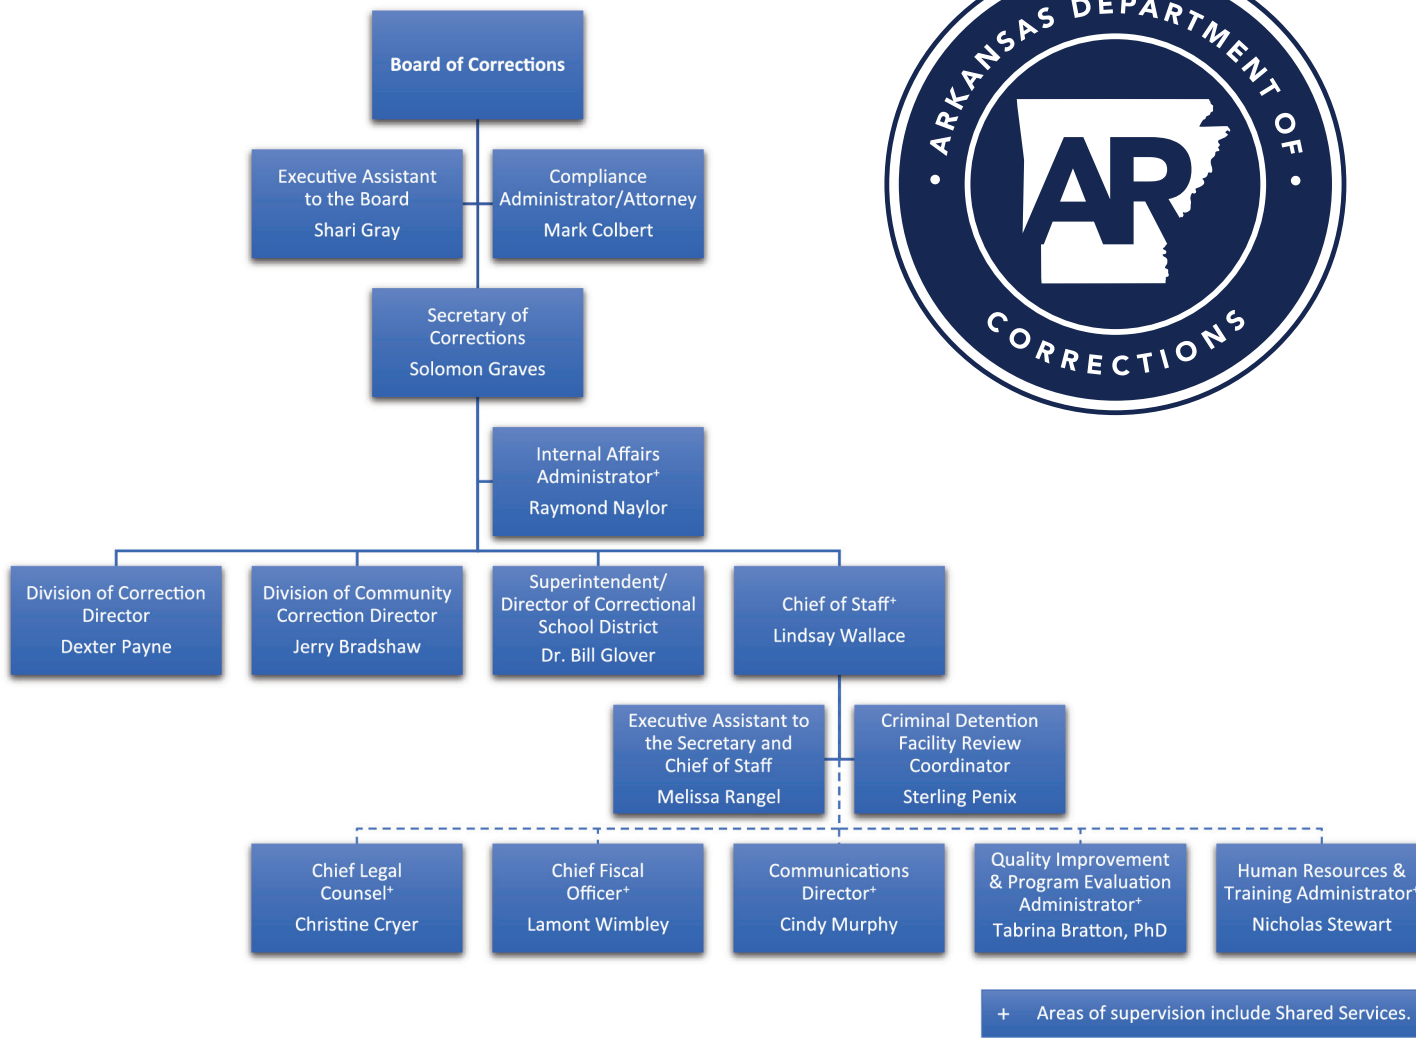 Board of Corrections
ARKANSAS DEPARTMENT OF
CORRECTIONS
AR
Executive Assistant
to the Board
Shari Gray
Compliance
Administrator/Attorney
Mark Colbert
Secretary of
Corrections
Solomon Graves
Internal Affairs
Administrator+
Raymond Naylor
Division of Correction
Director
Dexter Payne
Division of Community
Correction Director
Jerry Bradshaw
Superintendent/
Director of Correctional
School District
Dr. Bill Glover
Chief of Staff+
Lindsay Wallace
Executive Assistant to
the Secretary and
Chief of Staff
Melissa Rangel
Criminal Detention
Facility Review
Coordinator
Sterling Penix
Chief Legal
Counsel+
Christine Cryer
Chief Fiscal
Officer+
Lamont Wimbley
Communications
Director+
Cindy Murphy
Quality Improvement
& Program Evaluation
Administrator+
Tabrina Bratton, PhD
Human Resources &
Training Administrator+
Nicholas Stewart
+ Areas of supervision include Shared Services.